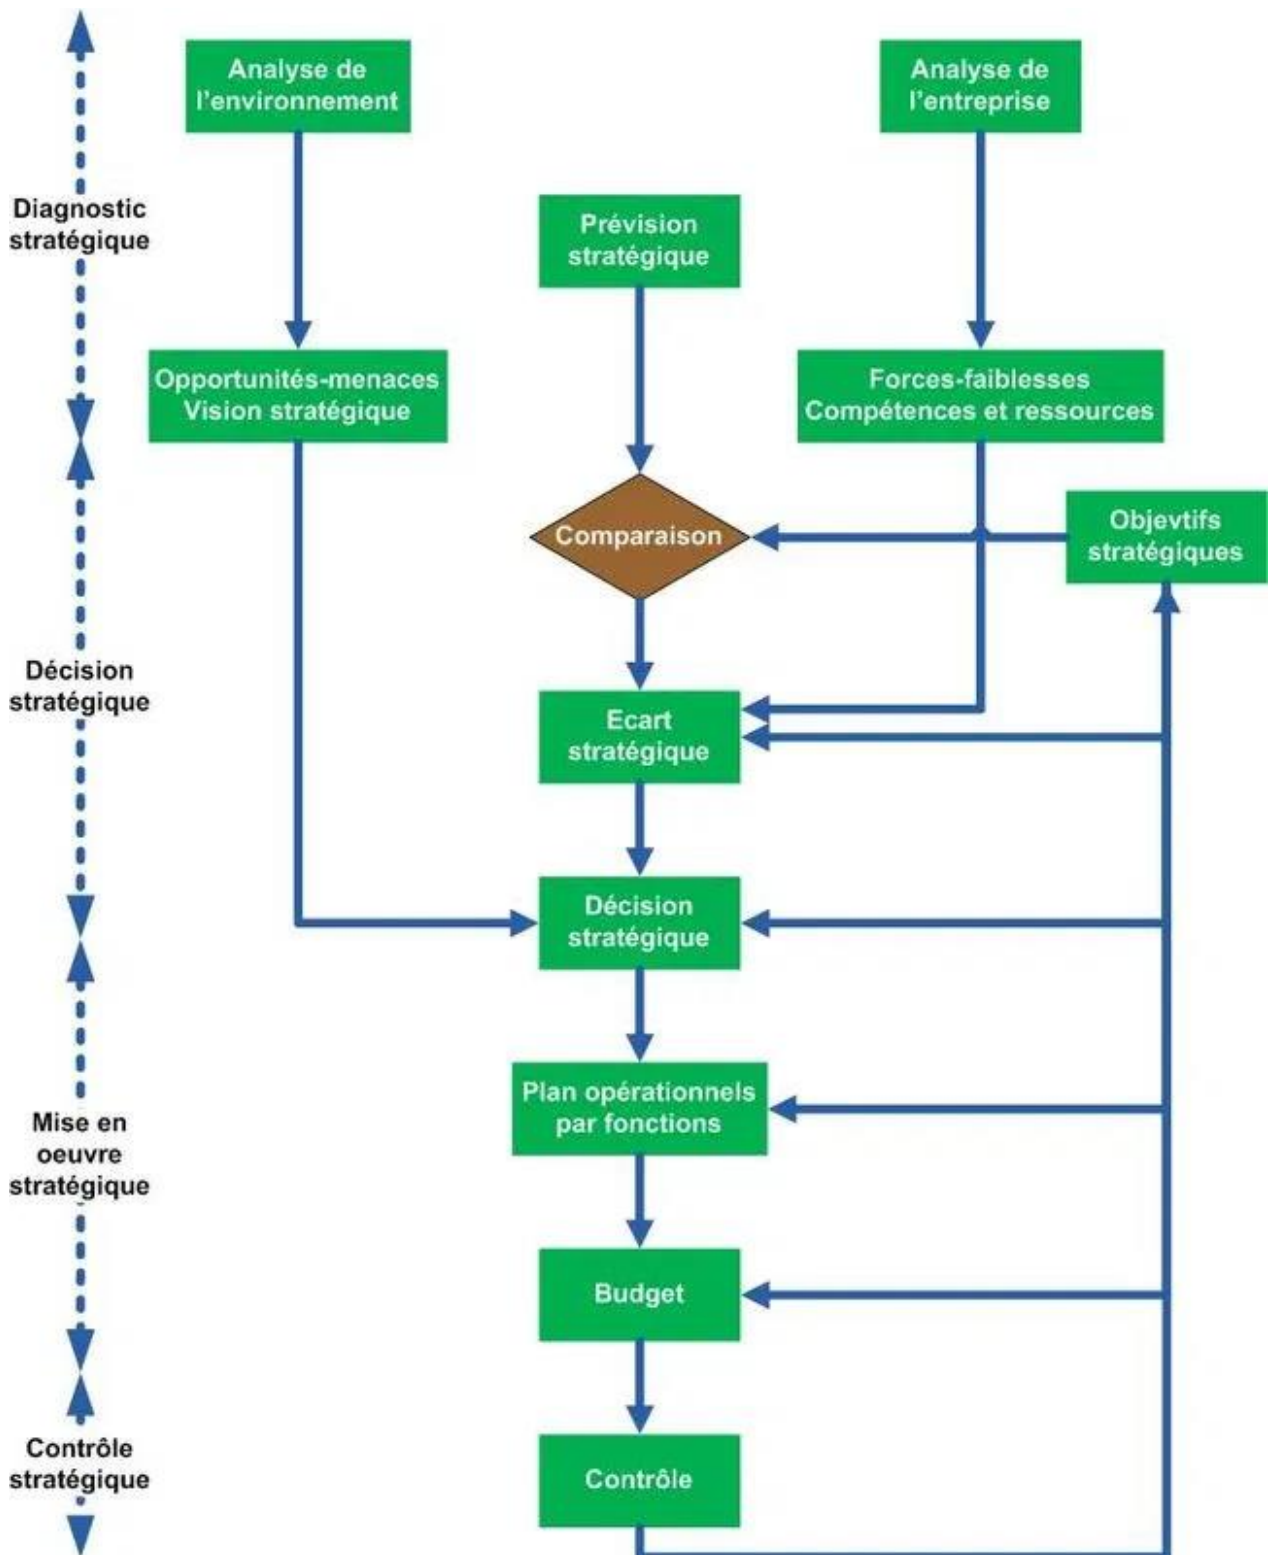 Analyse de
l'environnement
Analyse de
l'entreprise
Diagnostic
stratégique
Prévision
stratégique
Opportunités-menaces
Vision stratégique
Forces-faiblesses
Compétences et ressources
Comparaison
Objevtifs
stratégiques
Décision
stratégique
Ecart
stratégique
Décision
stratégique
Plan opérationnels
par fonctions
Mise en
oeuvre
stratégique
Budget
Contrôle
stratégique
Contrôle